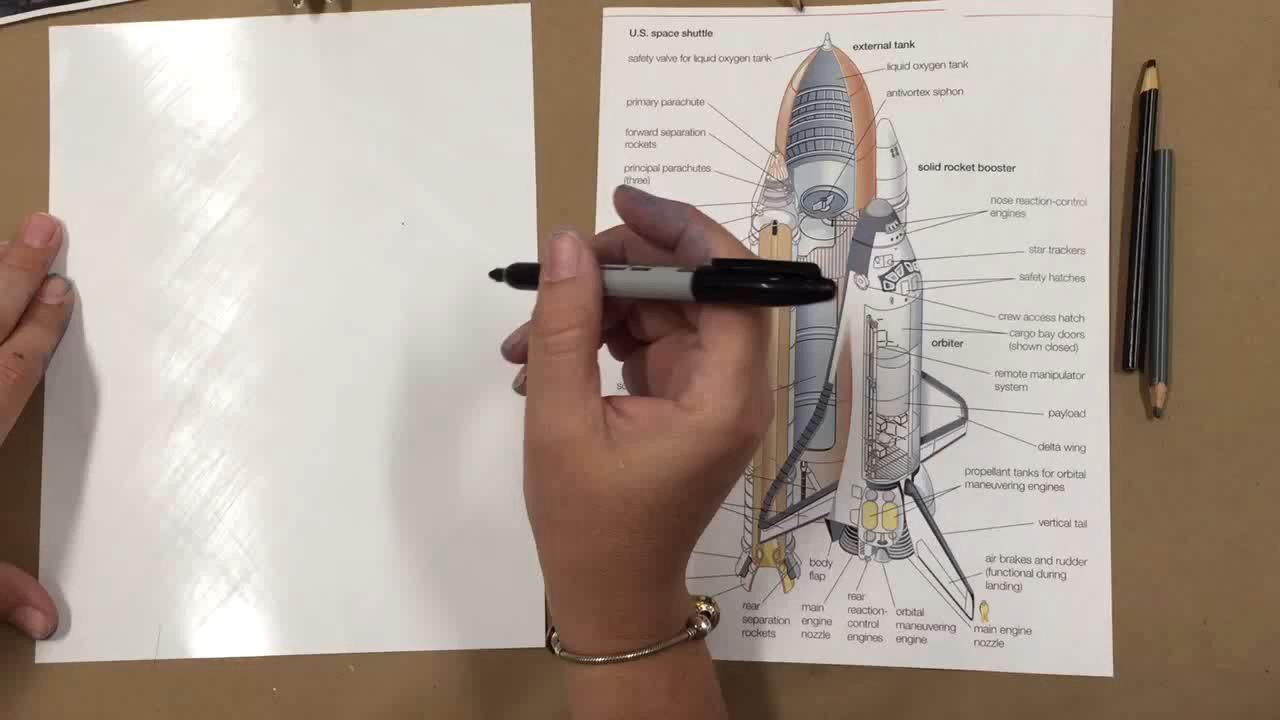 U.S. space shuttle
safety valve for liquid oxygen tank
external tank
liquid oxygen tank
antivortex siphon
primary parachute
forward separation
rockets
principal parachutes
(three)
solid rocket booster
nose reaction-control
engines
star trackers
safety hatches
crew access hatch
cargo bay doors
(shown closed)
orbiter
remote manipulator
system
payload
delta wing
propellant tanks for orbital
maneuvering engines
vertical tail
air brakes and rudder
(functional during
landing)
body
flap
rear
separation
rockets
main
engine
nozzle
rear
reaction-
control
engines
orbital
maneuvering
engine
main engine
nozzle